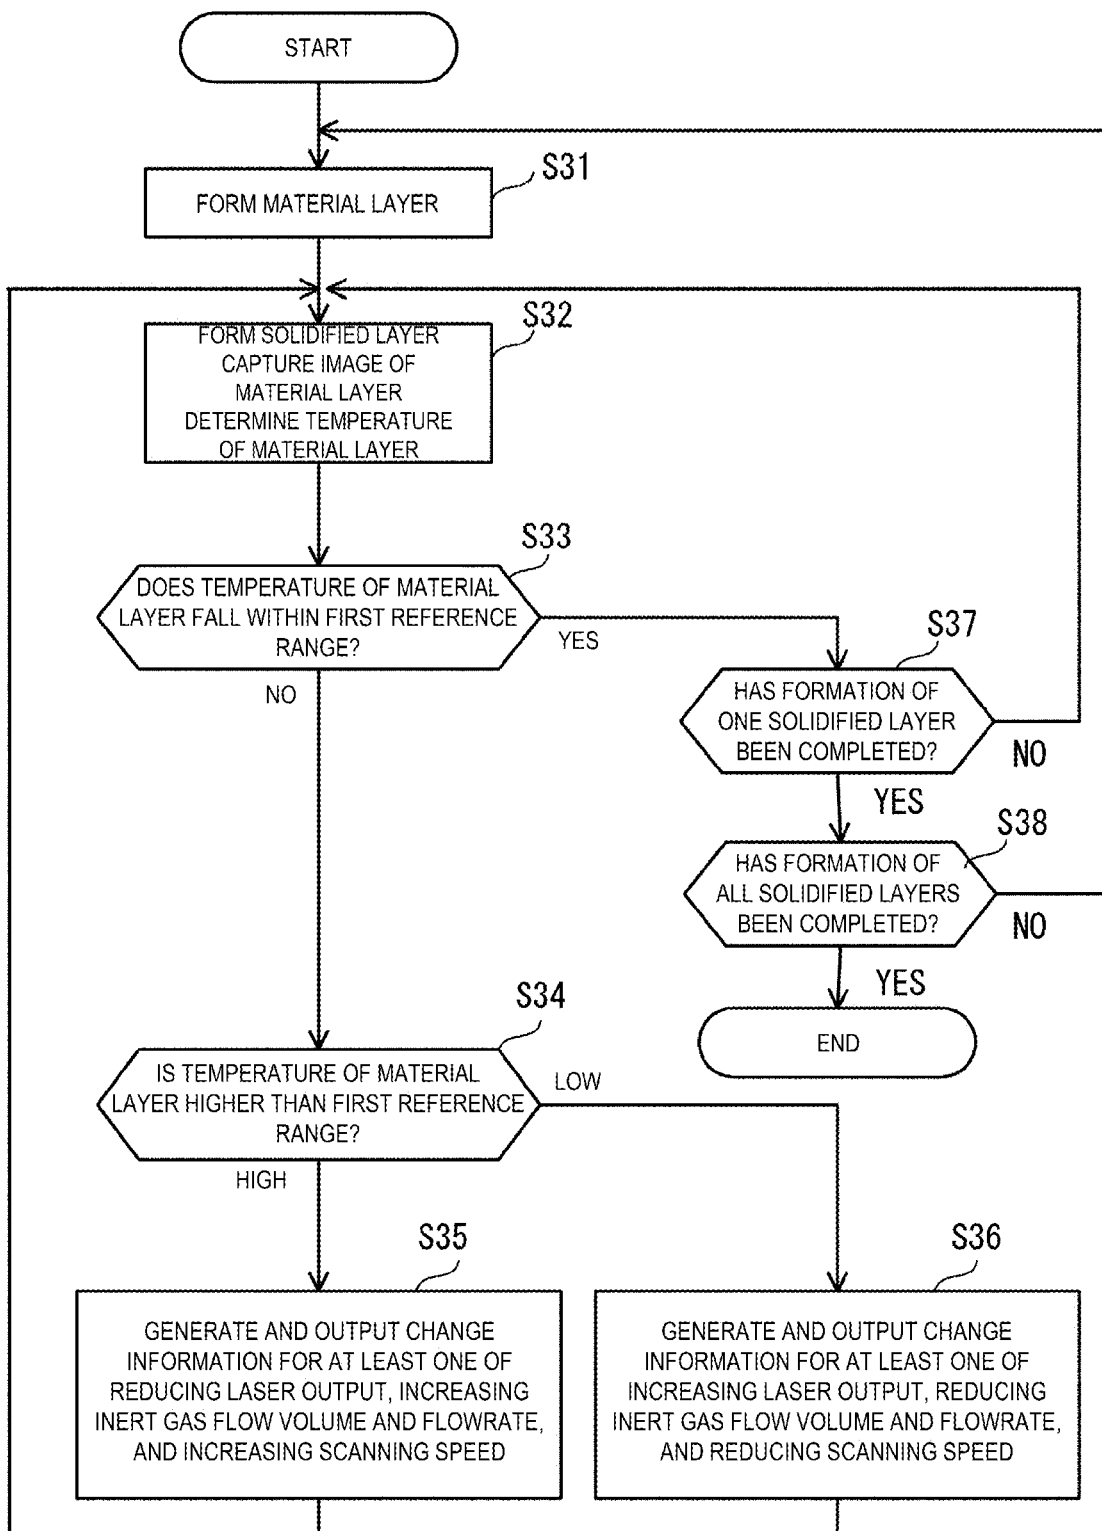 START
S31
FORM MATERIAL LAYER
S32
FORM SOLIDIFIED LAYER
CAPTURE IMAGE OF
MATERIAL LAYER
DETERMINE TEMPERATURE
OF MATERIAL LAYER
S33
DOES TEMPERATURE OF MATERIAL
LAYER FALL WITHIN FIRST REFERENCE
RANGE?
YES
NO
S37
HAS FORMATION OF
ONE SOLIDIFIED LAYER
BEEN COMPLETED?
NO
YES
S38
HAS FORMATION OF
ALL SOLIDIFIED LAYERS
BEEN COMPLETED?
NO
YES
END
S34
IS TEMPERATURE OF MATERIAL
LAYER HIGHER THAN FIRST REFERENCE
RANGE?
LOW
HIGH
S35
GENERATE AND OUTPUT CHANGE
INFORMATION FOR AT LEAST ONE OF
REDUCING LASER OUTPUT, INCREASING
INERT GAS FLOW VOLUME AND FLOWRATE,
AND INCREASING SCANNING SPEED
S36
GENERATE AND OUTPUT CHANGE
INFORMATION FOR AT LEAST ONE OF
INCREASING LASER OUTPUT, REDUCING
INERT GAS FLOW VOLUME AND FLOWRATE,
AND REDUCING SCANNING SPEED